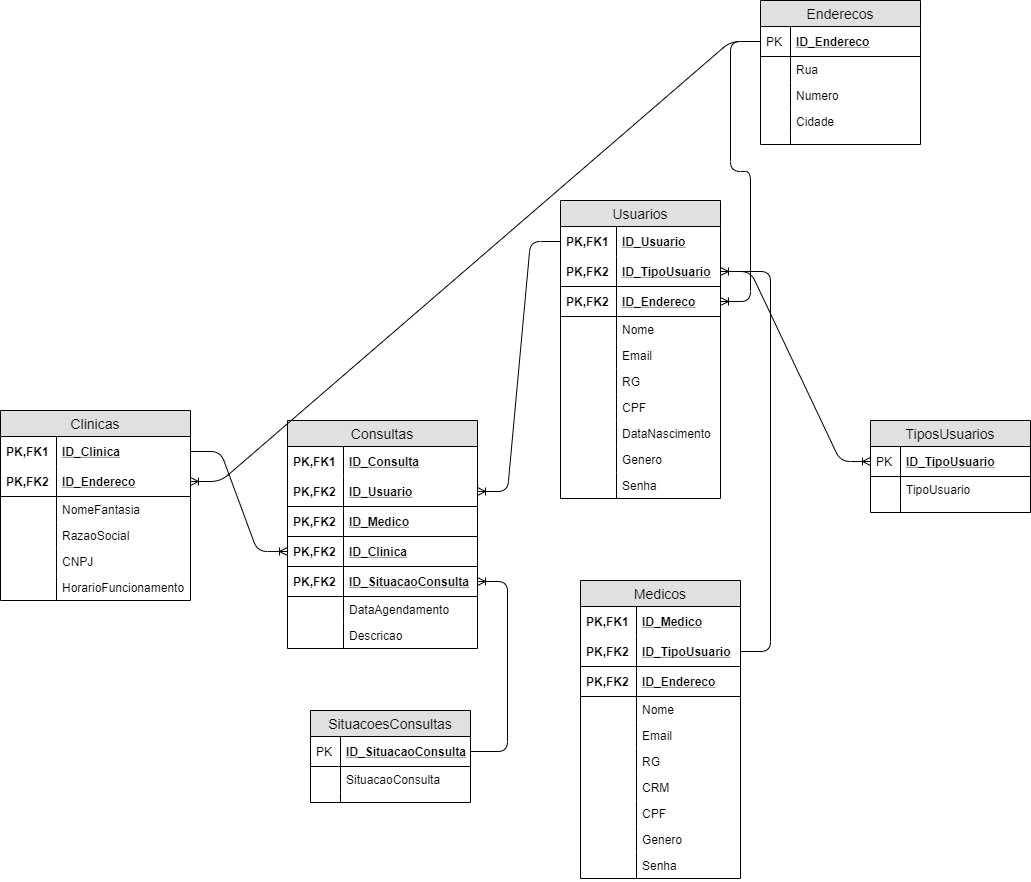 Enderecos
PK ID_Endereco
Rua
Numero
Cidade
Usuarios
PK,FK1 ID_Usuario
PK,FK2 ID_TipoUsuario
PK,FK2 ID_Endereco
Nome
Email
RG
CPF
DataNascimento
Genero
Senha
Clinicas
PK,FK1 ID_Clinica
PK,FK2 ID_Endereco
NomeFantasia
RazaoSocial
CNPJ
HorarioFuncionamento
Consultas
PK,FK1 ID_Consulta
PK,FK2 ID_Usuario
PK,FK2 ID_Medico
PK,FK2 ID_Clinica
PK,FK2 ID_SituacaoConsulta
DataAgendamento
Descricao
TiposUsuarios
PK ID_TipoUsuario
TipoUsuario
Medicos
PK,FK1 ID_Medico
PK,FK2 ID_TipoUsuario
PK,FK2 ID_Endereco
Nome
Email
RG
CRM
CPF
Genero
Senha
SituacoesConsultas
PK ID_SituacaoConsulta
SituacaoConsulta